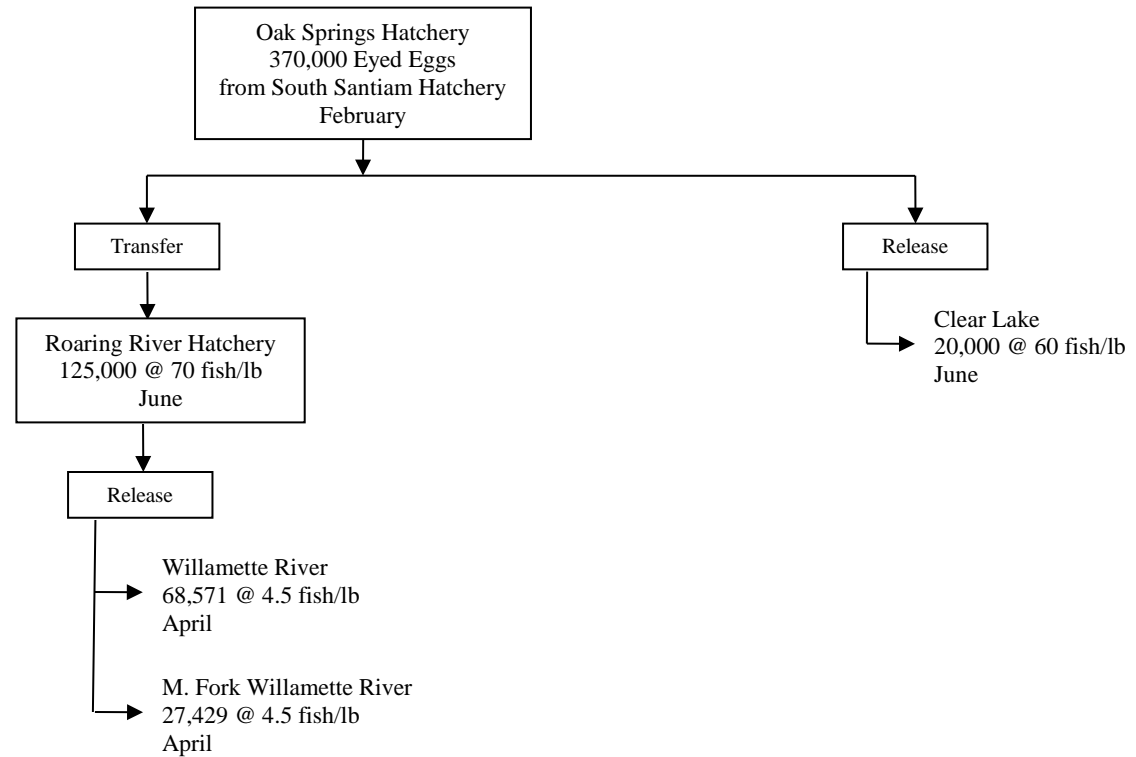 Oak Springs Hatchery
370,000 Eyed Eggs
from South Santiam Hatchery
February
Transfer
Release
Roaring River Hatchery
125,000 @ 70 fish/lb
June
Clear Lake
20,000 @ 60 fish/lb
June
Release
Willamette River
68,571 @ 4.5 fish/lb
April
M. Fork Willamette River
27,429 @ 4.5 fish/lb
April